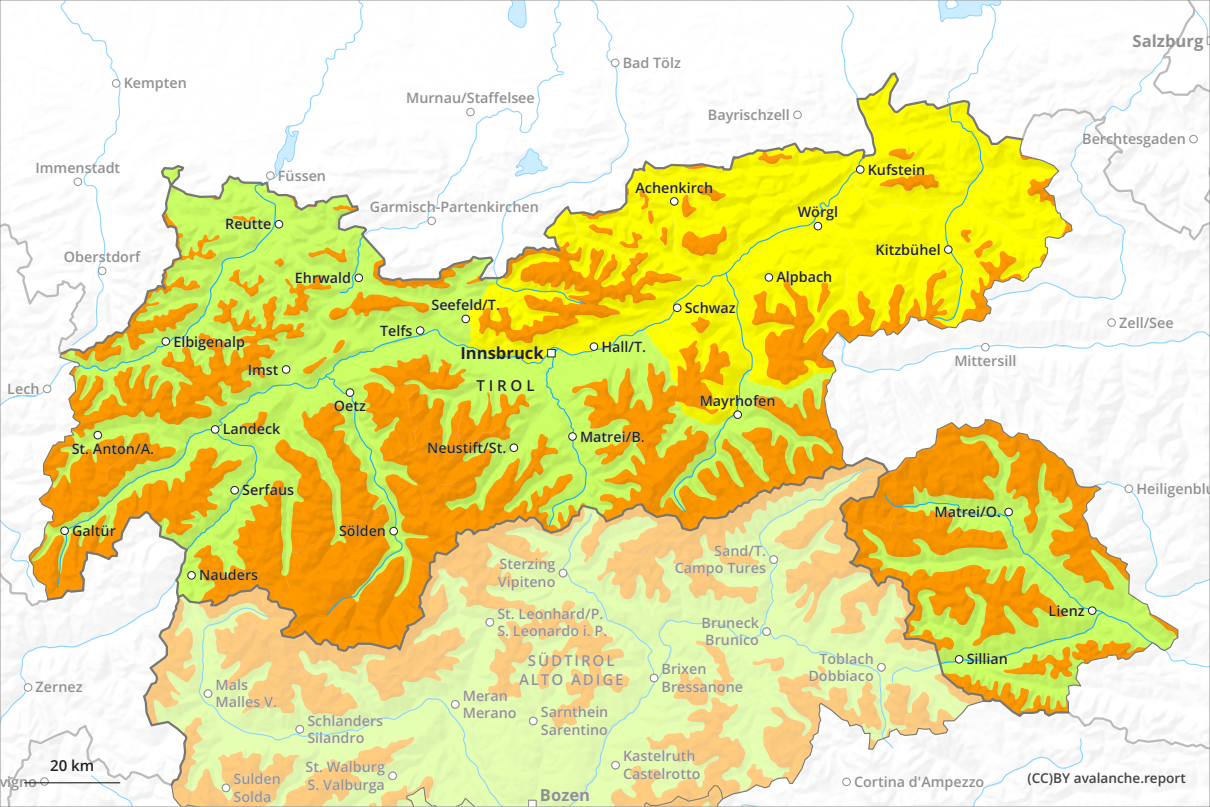 Salzburg
Bad Tölz
Kempten
Murnau/Staffelsee
Bayrischzell
Berchtesgaden
Immenstadt
Füssen
Kufstein
Achenkirch
Garmisch-Partenkirchen
Wörgl
Reutte
Oberstdorf
Kitzbühel
Ehrwald
Alpbach
Seefeld/T.
Schwaz
Telfs
Zell/See
Elbigenalp
Innsbruck
Hall/T.
Mittersill
Imst
TIROL
Lech
Oetz
Mayrhofen
Landeck
Matrei/B.
St. Anton/A.
Neustift/St.
Serfaus
Heiligenblu
Matrei/O.
Galtür
Sölden
Sand/T.
Campo Tures
Sterzing
Vipiteno
Nauders
Lienz
St. Leonhard/P.
S. Leonardo i. P.
Bruneck
Brunico
SÜDTIROL
ALTO ADIGE
Sillian
Toblach
Dobbiaco
Brixen
Bressanone
Zernez
Mals
Malles V.
Meran
Merano
Sarnthein
Sarentino
Schlanders
Silandro
Kastelruth
Castelrotto
St. Walburg
S. Valburga
20 km
vigno
Sulden
Solda
Cortina d'Ampezzo
(CC)BY avalanche.report
Bozen